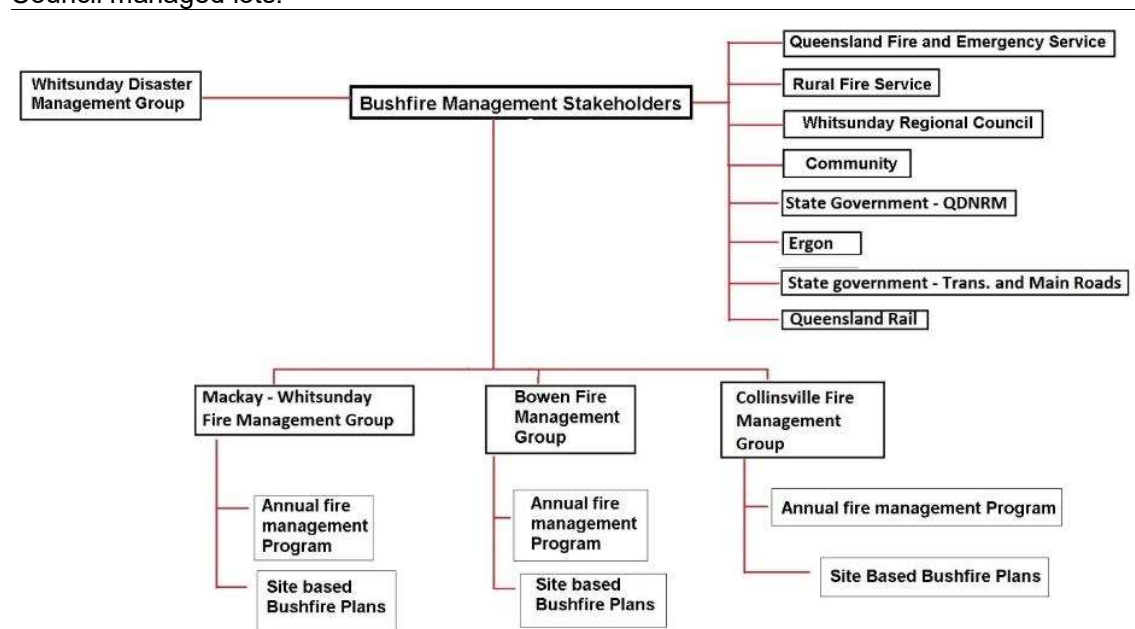 Council managed lots.
Queensland Fire and Emergency Service
Whitsunday Disaster
Management Group
Bushfire Management Stakeholders
Rural Fire Service
Whitsunday Regional Council
Community
State Government - QDNRM
Ergon
State government - Trans. and Main Roads
Queensland Rail
Mackay - Whitsunday
Fire Management Group
Bowen Fire
Management
Group
Collinsville Fire
Management
Group
Annual fire
management
Program
Site based
Bushfire Plans
Annual fire
management
Program
Site based
Bushfire Plans
Annual fire management Program
Site Based Bushfire Plans